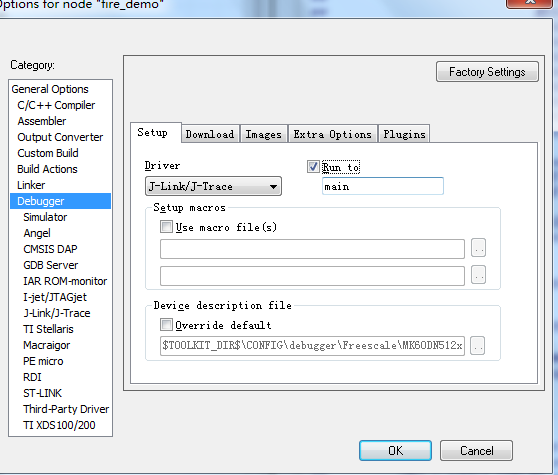 Options for node "fire_demo"
Category:
General Options
C/C++ Compiler
Assembler
Output Converter
Custom Build
Build Actions
Linker
Debugger
Simulator
Angel
CMSIS DAP
GDB Server
IAR ROM-monitor
I-jet/JTAGjet
J-Link/J-Trace
TI Stellaris
Macraigor
PE micro
RDI
ST-LINK
Third-Party Driver
TI XDS100/200
Factory Settings
Setup Download Images Extra Options Plugins
Driver
J-Link/J-Trace
Run to
main
Setup macros
Use macro file(s)
..
..
Device description file
Override default
$TOOLKIT_DIR$\CONFIG\debugger\Freescale\MK60DN512x
..
OK Cancel